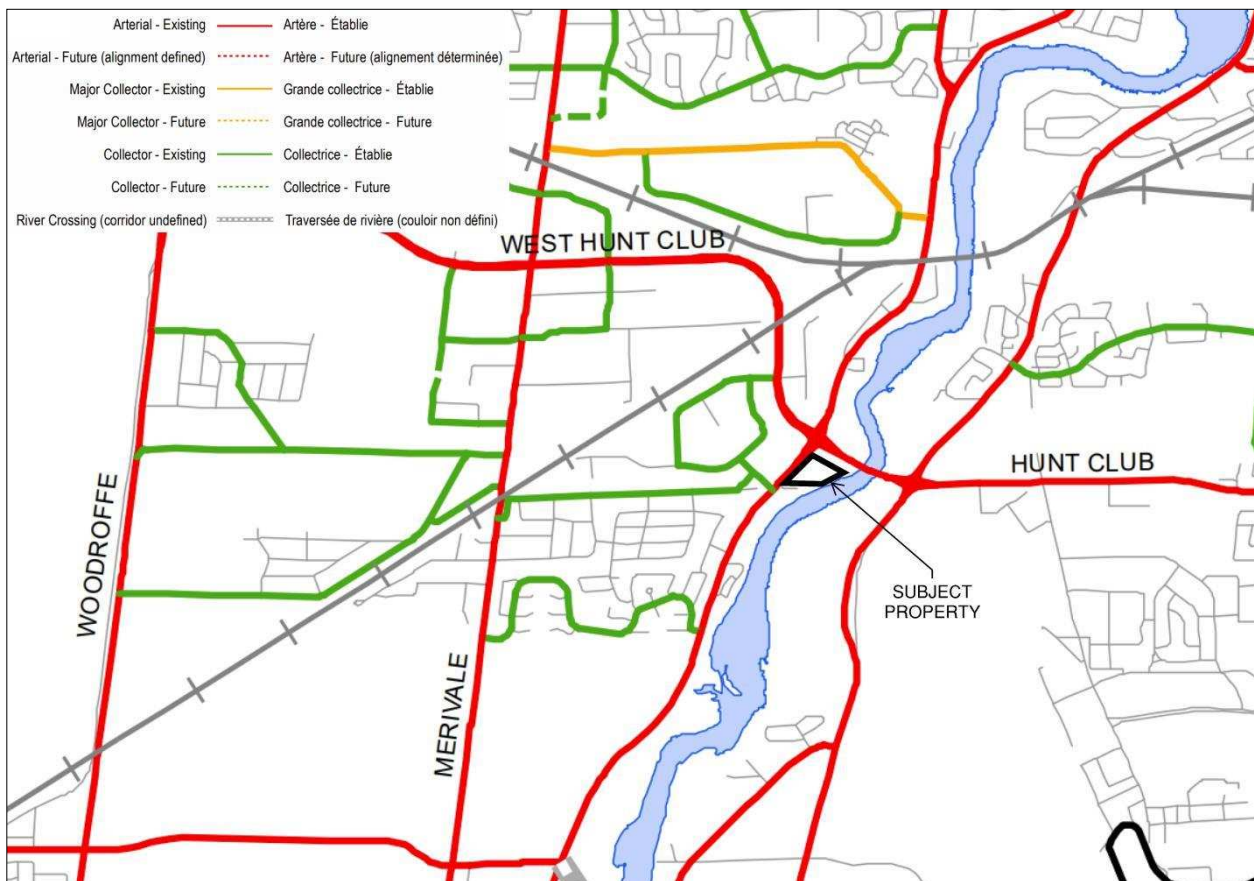 Arterial - Existing Artère - Établie
Arterial - Future (alignment defined) Artère - Future (alignement déterminée)
Major Collector - Existing Grande collectrice - Établie
Major Collector - Future Grande collectrice - Future
Collector - Existing Collectrice - Établie
Collector - Future Collectrice - Future
River Crossing (corridor undefined) Traversée de rivière (couloir non défini)
WEST HUNT CLUB
HUNT CLUB
WOODROFFE
MERIVALE
SUBJECT
PROPERTY